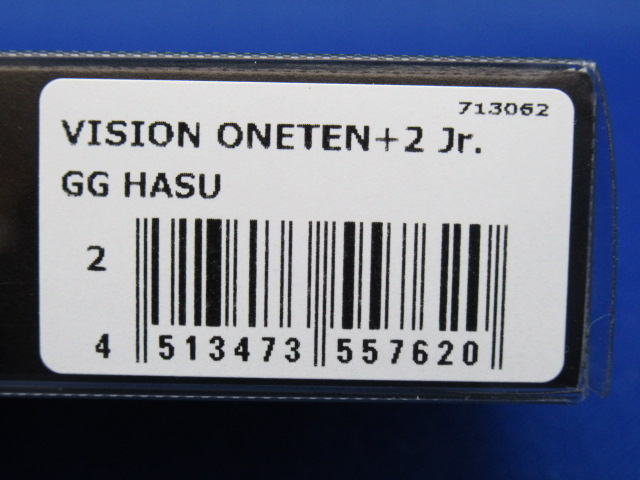 713062
VISION ONETEN+2 Jr.
GG HASU
2
4 513473 557620